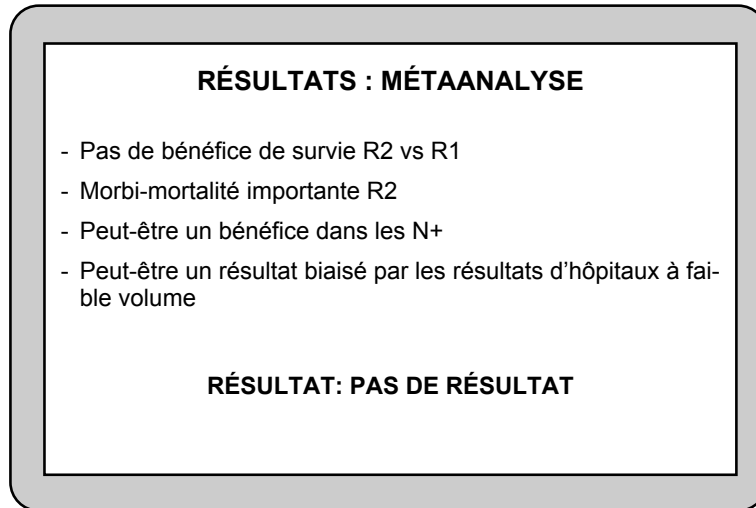 RÉSULTATS : MÉTAANALYSE
- Pas de bénéfice de survie R2 vs R1
- Morbi-mortalité importante R2
- Peut-être un bénéfice dans les N+
- Peut-être un résultat biaisé par les résultats d’hôpitaux à fai-
ble volume
RÉSULTAT: PAS DE RÉSULTAT